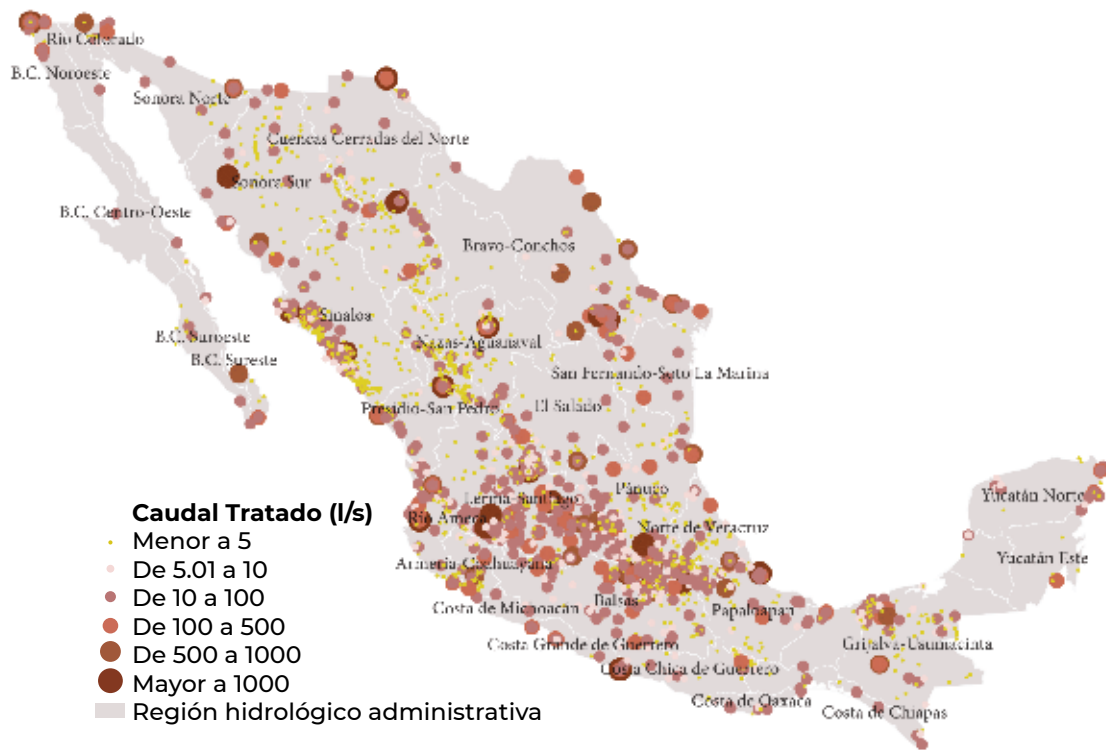 Río Colorado
B.C. Noroeste
Sonora Norte
Cuencas Cerradas del Norte
Sonora Sur
B.C. Centro-Oeste
Bravo-Conchos
Sinaloa
B.C. Suroeste
Nazas-Aguanaval
B.C. Sureste
San Fernando-Soto La Marina
Presidio-San Pedro
El Salado
Lerma-Santiago
Pánuco
Yucatán Norte
Río Ameca
Norte de Veracruz
Yucatán Este
Armería-Coahuayana
Costa de Michoacán
Balsas
Papaloapan
Costa Grande de Guerrero
Grijalva-Usumacinta
Costa Chica de Guerrero
Costa de Oaxaca
Costa de Chiapas
Caudal Tratado (l/s)
Menor a 5
De 5.01 a 10
De 10 a 100
De 100 a 500
De 500 a 1000
Mayor a 1000
Región hidrológico administrativa